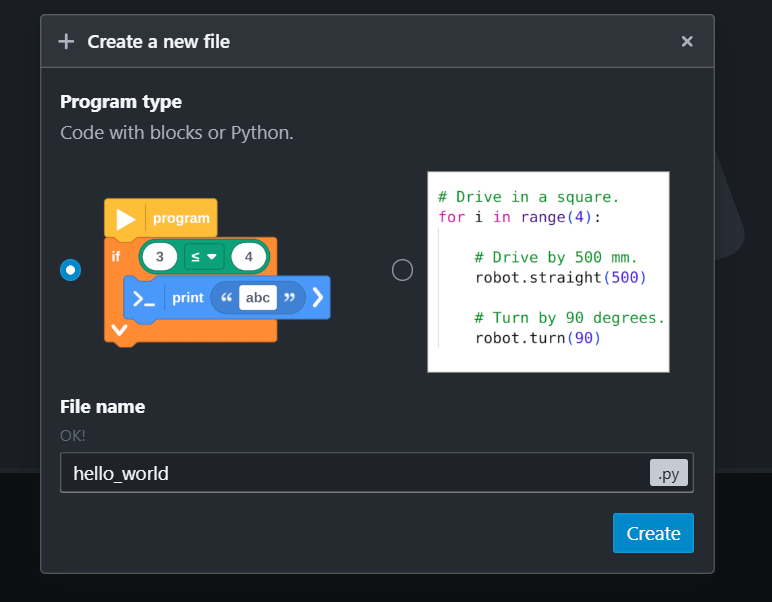 Create a new file
Program type
Code with blocks or Python.
program
if 3 ≤ 4
print “ abc ”
# Drive in a square.
for i in range(4):
# Drive by 500 mm.
robot.straight(500)
# Turn by 90 degrees.
robot.turn(90)
File name
OK!
hello_world .py
Create